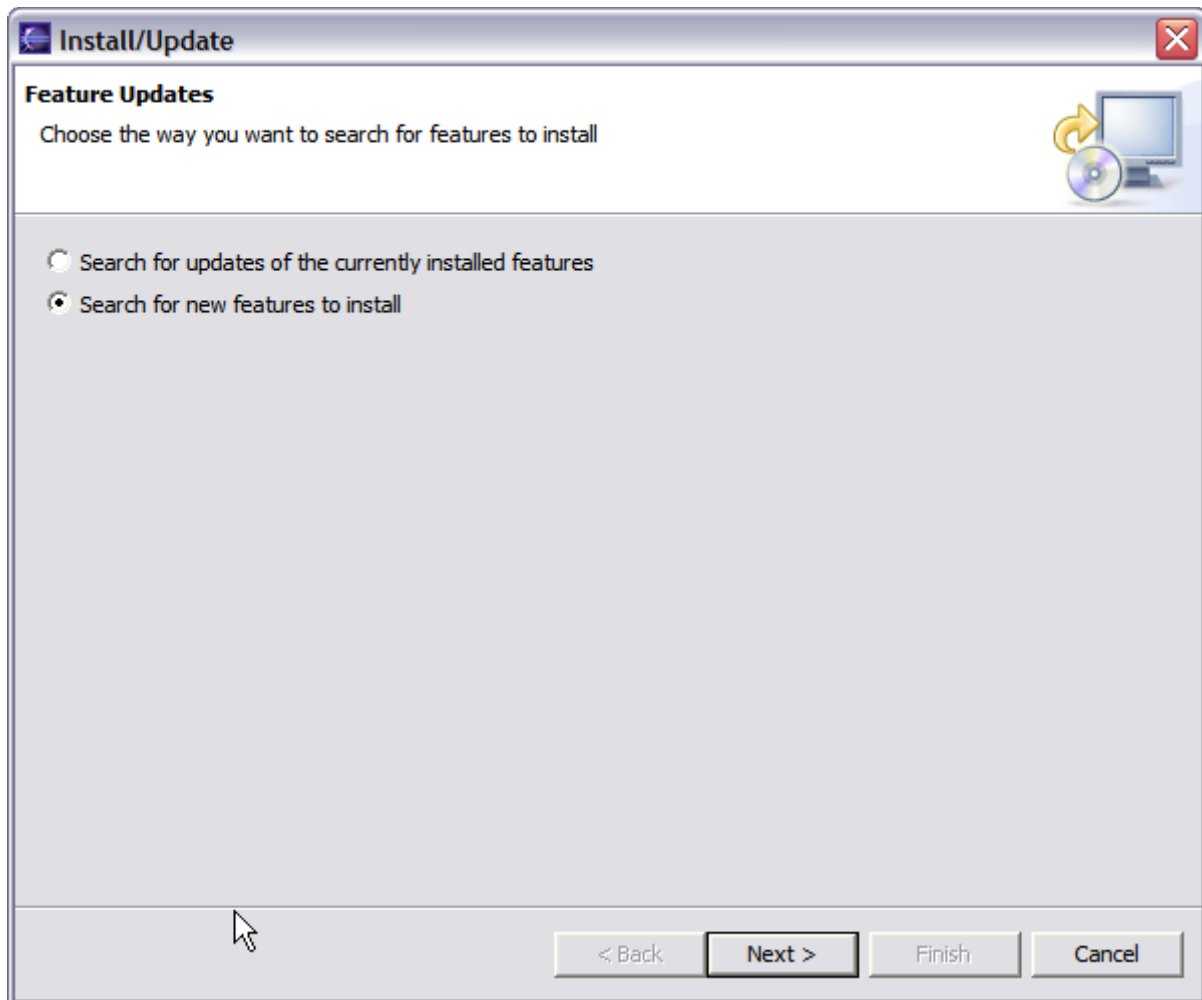 Install/Update
Feature Updates
Choose the way you want to search for features to install
Search for updates of the currently installed features
Search for new features to install
< Back
Next >
Finish
Cancel